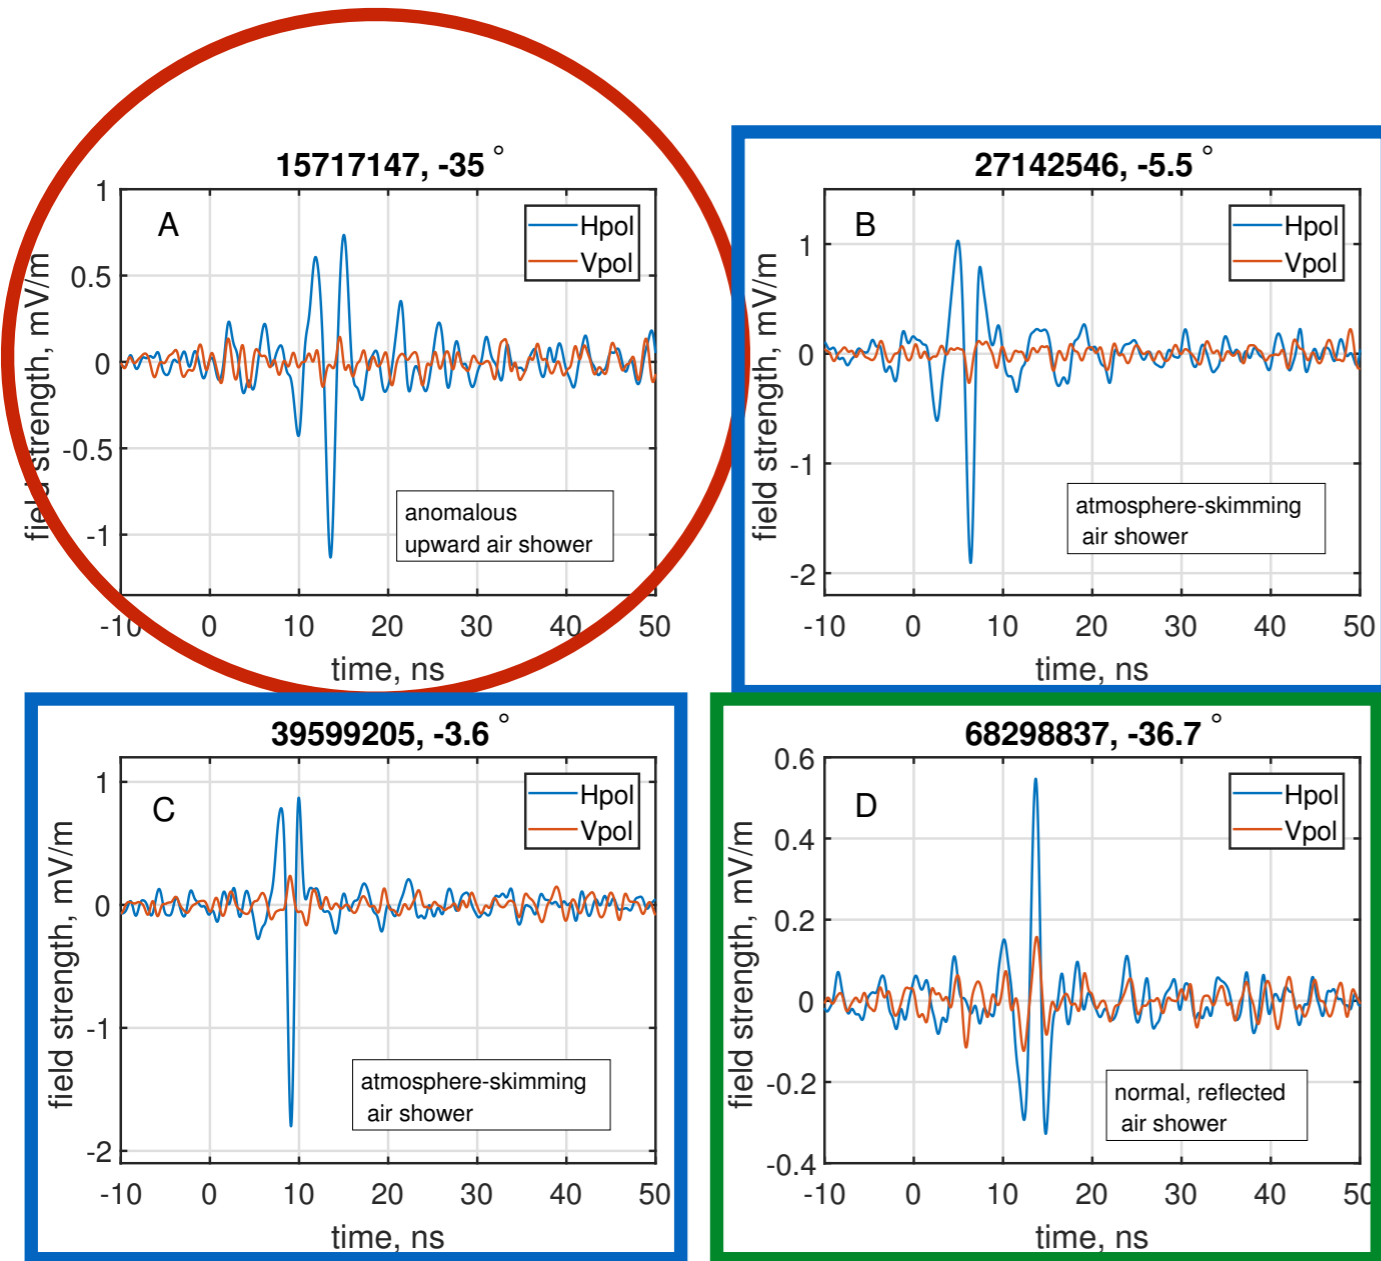 15717147, -35 °
A
Hpol
Vpol
1
0.5
0
-0.5
-1
field strength, mV/m
anomalous
upward air shower
-10 0 10 20 30 40 50
time, ns
27142546, -5.5 °
B
Hpol
Vpol
1
0
-1
-2
field strength, mV/m
atmosphere-skimming
air shower
-10 0 10 20 30 40 50
time, ns
39599205, -3.6 °
C
Hpol
Vpol
1
0
-1
-2
field strength, mV/m
atmosphere-skimming
air shower
-10 0 10 20 30 40 50
time, ns
68298837, -36.7 °
D
Hpol
Vpol
0.6
0.4
0.2
0
-0.2
-0.4
field strength, mV/m
normal, reflected
air shower
-10 0 10 20 30 40 50
time, ns